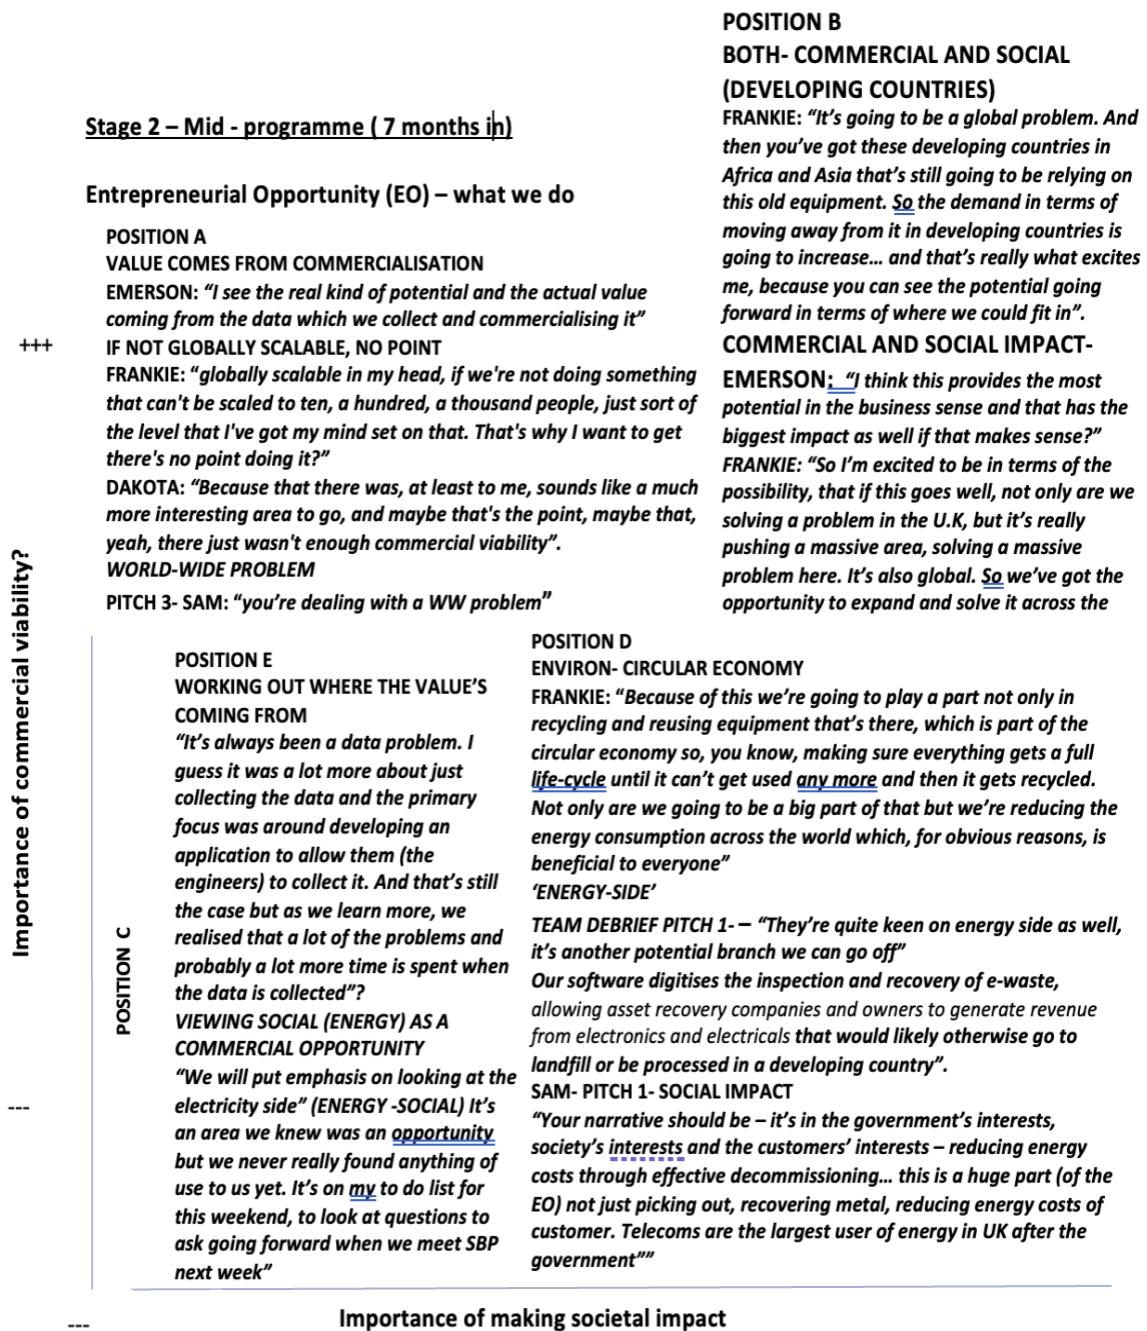 Stage 2 – Mid - programme ( 7 months in)
Entrepreneurial Opportunity (EO) – what we do
POSITION A
VALUE COMES FROM COMMERCIALISATION
EMERSON: “I see the real kind of potential and the actual value
coming from the data which we collect and commercialising it”
IF NOT GLOBALLY SCALABLE, NO POINT
FRANKIE: “globally scalable in my head, if we're not doing something
that can't be scaled to ten, a hundred, a thousand people, just sort of
the level that I've got my mind set on that. That's why I want to get
there's no point doing it?”
DAKOTA: “Because that there was, at least to me, sounds like a much
more interesting area to go, and maybe that's the point, maybe that,
yeah, there just wasn't enough commercial viability”.
WORLD-WIDE PROBLEM
PITCH 3- SAM: “you’re dealing with a WW problem”
POSITION B
BOTH- COMMERCIAL AND SOCIAL
(DEVELOPING COUNTRIES)
FRANKIE: “It’s going to be a global problem. And
then you’ve got these developing countries in
Africa and Asia that’s still going to be relying on
this old equipment. So the demand in terms of
moving away from it in developing countries is
going to increase… and that’s really what excites
me, because you can see the potential going
forward in terms of where we could fit in”.
COMMERCIAL AND SOCIAL IMPACT-
EMERSON: “I think this provides the most
potential in the business sense and that has the
biggest impact as well if that makes sense?”
FRANKIE: “So I’m excited to be in terms of the
possibility, that if this goes well, not only are we
solving a problem in the U.K, but it’s really
pushing a massive area, solving a massive
problem here. It’s also global. So we’ve got the
opportunity to expand and solve it across the
+++
Importance of commercial viability?
---
POSITION C
POSITION E
WORKING OUT WHERE THE VALUE’S
COMING FROM
“It’s always been a data problem. I
guess it was a lot more about just
collecting the data and the primary
focus was around developing an
application to allow them (the
engineers) to collect it. And that’s still
the case but as we learn more, we
realised that a lot of the problems and
probably a lot more time is spent when
the data is collected”?
VIEWING SOCIAL (ENERGY) AS A
COMMERCIAL OPPORTUNITY
“We will put emphasis on looking at the
electricity side” (ENERGY -SOCIAL) It’s
an area we knew was an opportunity
but we never really found anything of
use to us yet. It’s on my to do list for
this weekend, to look at questions to
ask going forward when we meet SBP
next week”
POSITION D
ENVIRON- CIRCULAR ECONOMY
FRANKIE: “Because of this we’re going to play a part not only in
recycling and reusing equipment that’s there, which is part of the
circular economy so, you know, making sure everything gets a full
life-cycle until it can’t get used any more and then it gets recycled.
Not only are we going to be a big part of that but we’re reducing the
energy consumption across the world which, for obvious reasons, is
beneficial to everyone”
‘ENERGY-SIDE’
TEAM DEBRIEF PITCH 1- – “They’re quite keen on energy side as well,
it’s another potential branch we can go off”
Our software digitises the inspection and recovery of e-waste,
allowing asset recovery companies and owners to generate revenue
from electronics and electricals that would likely otherwise go to
landfill or be processed in a developing country”.
SAM- PITCH 1- SOCIAL IMPACT
“Your narrative should be – it’s in the government’s interests,
society’s interests and the customers’ interests – reducing energy
costs through effective decommissioning… this is a huge part (of the
EO) not just picking out, recovering metal, reducing energy costs of
customer. Telecoms are the largest user of energy in UK after the
government””
---
Importance of making societal impact